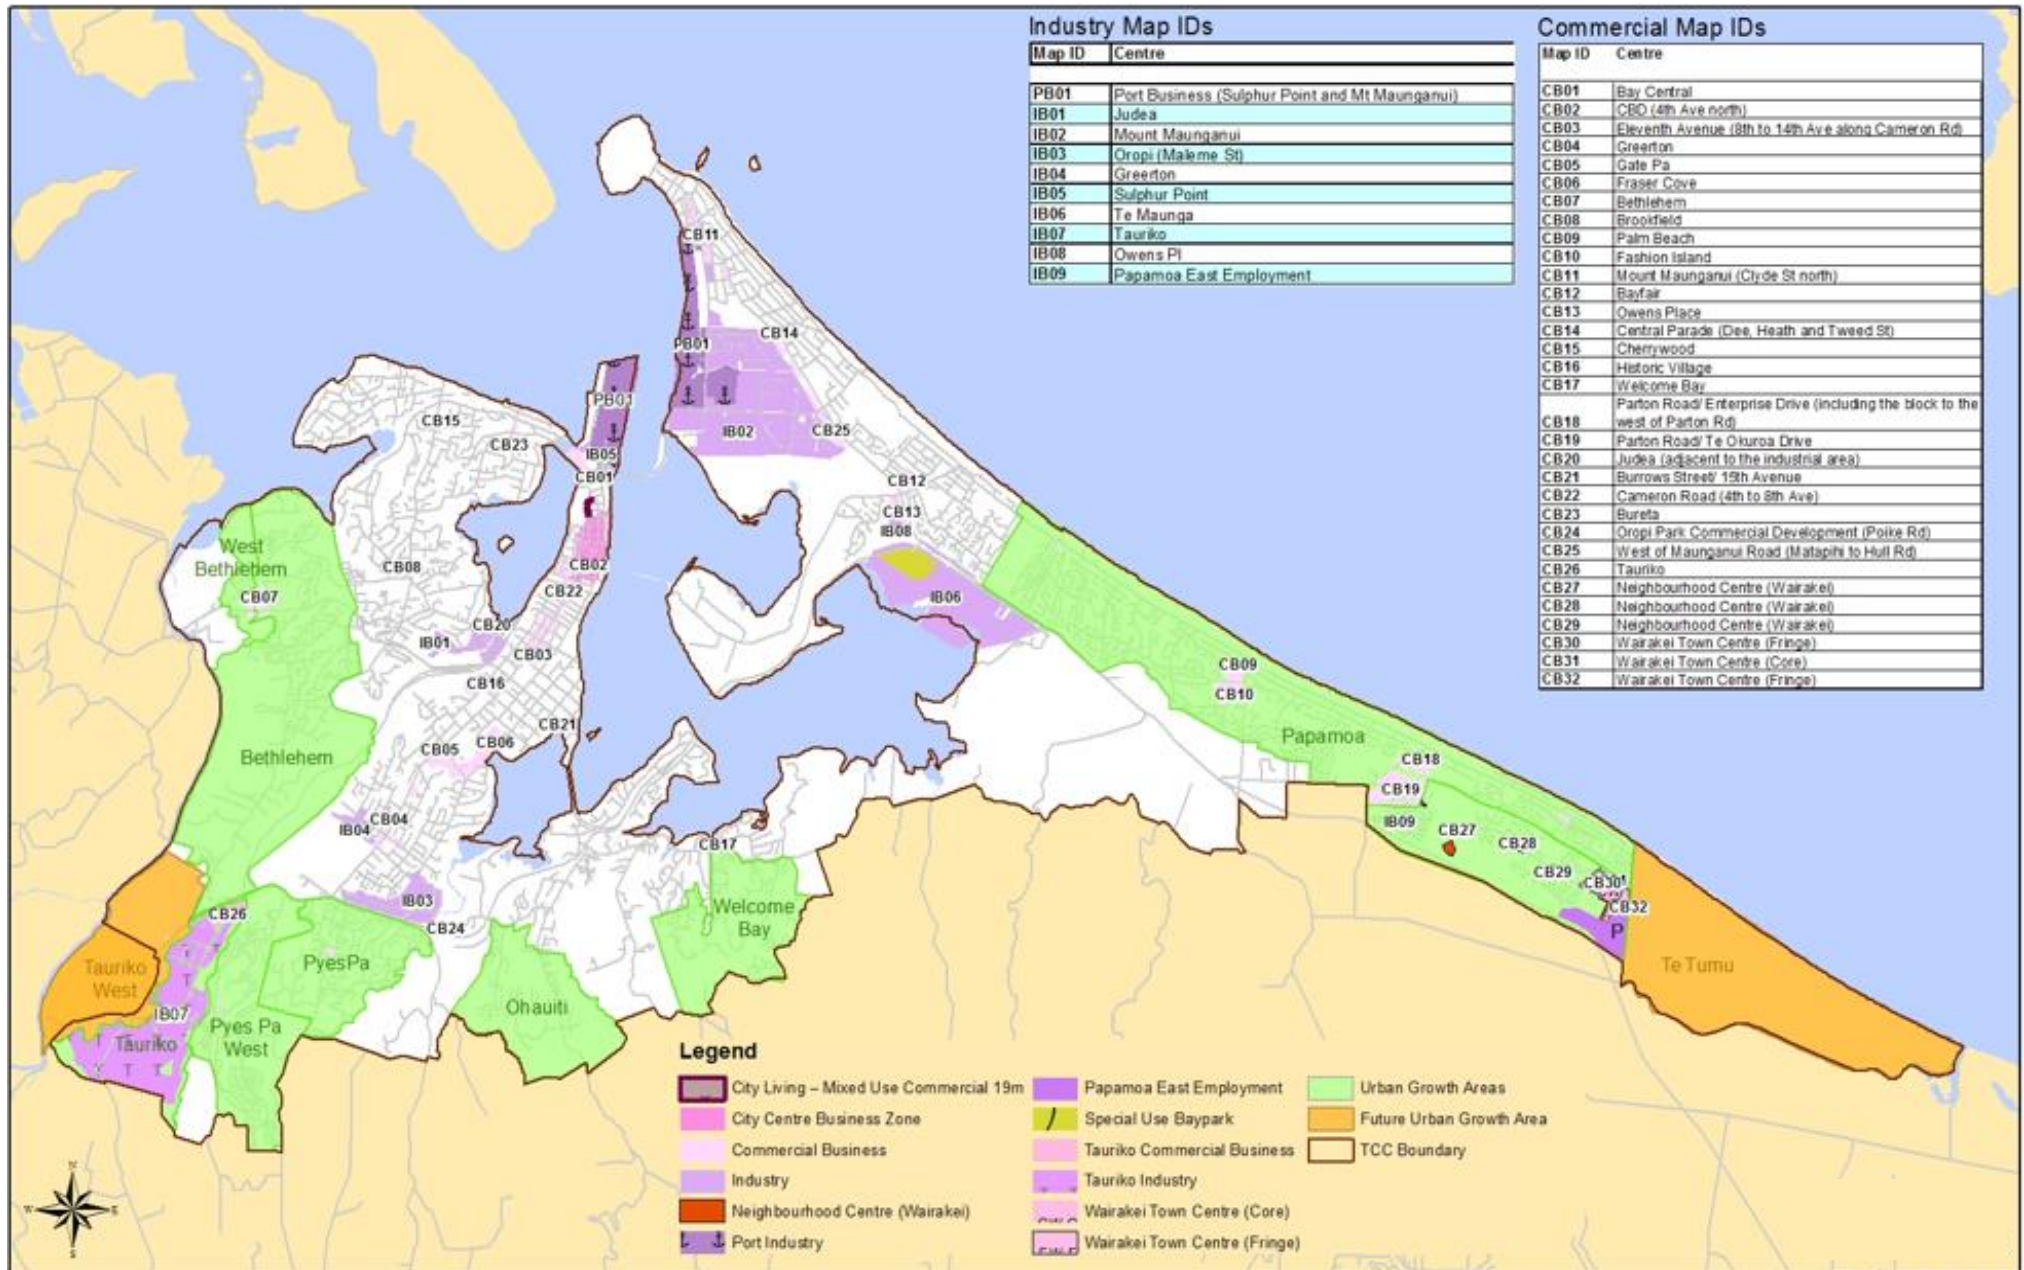 Industry Map IDs
Map ID Centre
PB01 Port Business (Sulphur Point and Mt Maunganui)
IB01 Judea
IB02 Mount Maunganui
IB03 Oropi (Maleme St)
IB04 Greerton
IB05 Sulphur Point
IB06 Te Maunga
IB07 Tauriko
IB08 Owens Pl
IB09 Papamoa East Employment
Commercial Map IDs
Map ID Centre
CB01 Bay Central
CB02 CBD (4th Ave north)
CB03 Eleventh Avenue (8th to 14th Ave along Cameron Rd)
CB04 Greerton
CB05 Gate Pa
CB06 Fraser Cove
CB07 Bethlehem
CB08 Brookfield
CB09 Palm Beach
CB10 Fashion Island
CB11 Mount Maunganui (Clyde St north)
CB12 Bayfair
CB13 Owens Place
CB14 Central Parade (Dee, Heath and Tweed St)
CB15 Cherrywood
CB16 Historic Village
CB17 Welcome Bay
Parton Road/ Enterprise Drive (including the block to the
CB18 west of Parton Rd)
CB19 Parton Road/ Te Okuroa Drive
CB20 Judea (adjacent to the industrial area)
CB21 Burrows Street/ 15th Avenue
CB22 Cameron Road (4th to 8th Ave)
CB23 Bureta
CB24 Oropi Park Commercial Development (Poike Rd)
CB25 West of Maunganui Road (Matapihi to Hull Rd)
CB26 Tauriko
CB27 Neighbourhood Centre (Wairakei)
CB28 Neighbourhood Centre (Wairakei)
CB29 Neighbourhood Centre (Wairakei)
CB30 Wairakei Town Centre (Fringe)
CB31 Wairakei Town Centre (Core)
CB32 Wairakei Town Centre (Fringe)
CB11
CB14
PB01
PB01
CB15
CB23
IB02
CB25
IB05
CB01
CB12
CB13
IB08
West
Bethlehem
CB07
CB08
CB02
CB22
IB06
CB20
IB01
CB03
CB16
CB09
CB10
CB21
CB06
CB05
Papamoa
Bethlehem
CB18
CB19
IB04
CB04
IB09
CB27
CB28
CB17
CB29
CB30
CB32
P
IB03
CB24
CB26
Welcome
Bay
PyesPa
Te Tumu
Tauriko
West
Ohauiti
IB07
Tauriko
Pyes Pa
West
T
T
T
T
Legend
City Living – Mixed Use Commercial 19m
City Centre Business Zone
Commercial Business
Industry
Neighbourhood Centre (Wairakei)
Port Industry
Papamoa East Employment
Special Use Baypark
Tauriko Commercial Business
Tauriko Industry
Wairakei Town Centre (Core)
Wairakei Town Centre (Fringe)
Urban Growth Areas
Future Urban Growth Area
TCC Boundary
N
W E
S